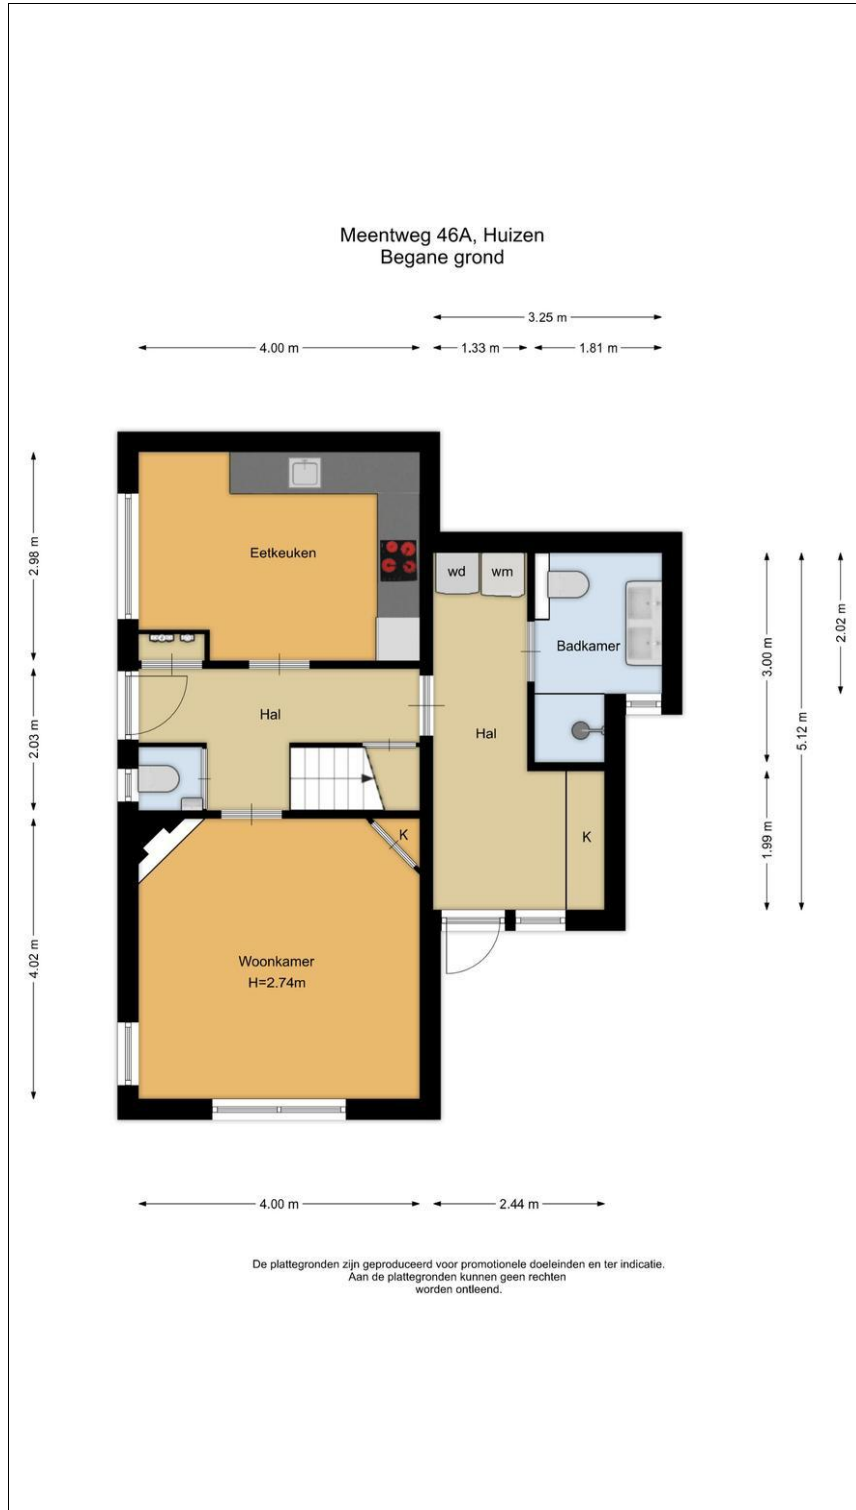 Meentweg 46A, Huizen
Begane grond
3.25 m
4.00 m
1.33 m
1.81 m
2.98 m
Eetkeuken
wd
wm
Badkamer
2.02 m
3.00 m
5.12 m
2.03 m
Hal
Hal
1.99 m
K
K
4.02 m
Woonkamer
H=2.74m
4.00 m
2.44 m
De plattegronden zijn geproduceerd voor promotionele doeleinden en ter indicatie.
Aan de plattegronden kunnen geen rechten
worden ontleend.